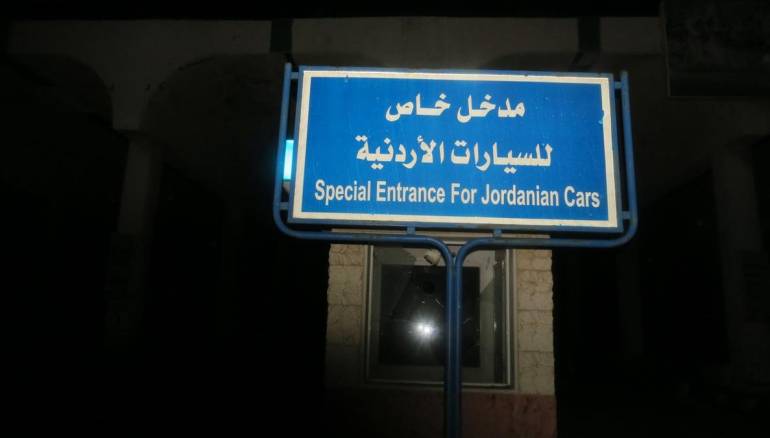 مدخل خاص
للسيارات الأردنية
Special Entrance For Jordanian Cars